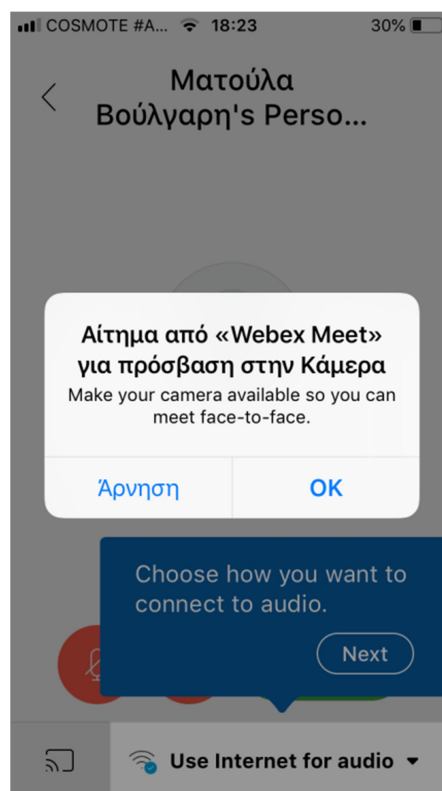 COSMOTE #A... 18:23 30%
Ματούλα
Βούλγαρη's Perso...
Αίτημα από «Webex Meet»
για πρόσβαση στην Κάμερα
Make your camera available so you can
meet face-to-face.
Άρνηση OK
Choose how you want to
connect to audio.
Next
Use Internet for audio